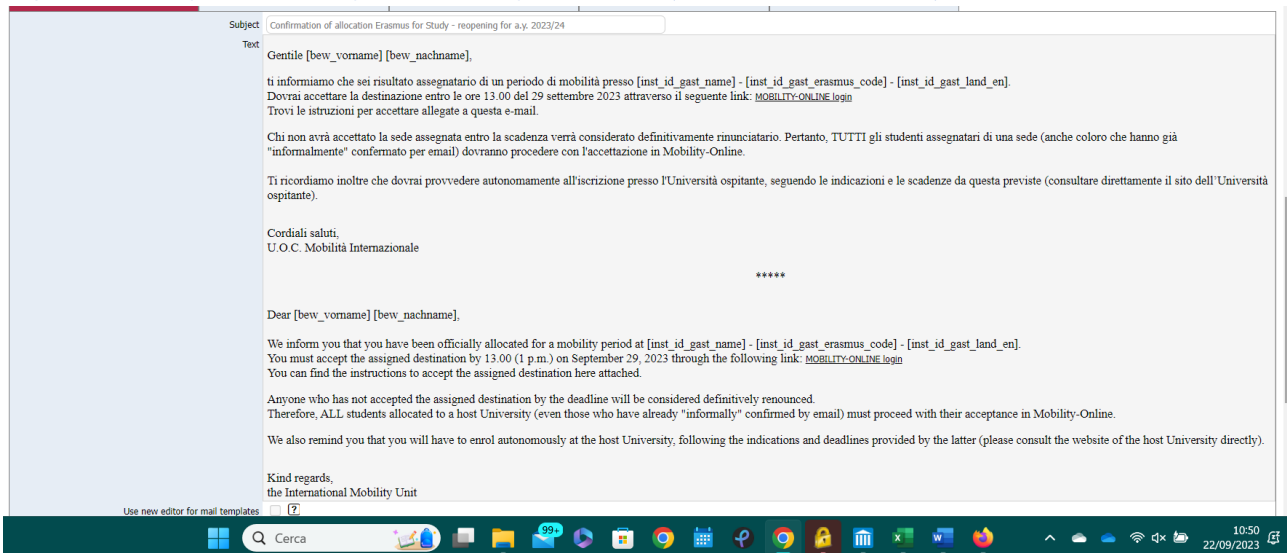 Subject
Confirmation of allocation Erasmus for Study - reopening for a.y. 2023/24
Text
Gentile [bew_vorname] [bew_nachname],
ti informiamo che sei risultato assegnatario di un periodo di mobilità presso [inst_id_gast_name] - [inst_id_gast_erasmus_code] - [inst_id_gast_land_en].
Dovrai accettare la destinazione entro le ore 13.00 del 29 settembre 2023 attraverso il seguente link: MOBILITY-ONLINE login
Trovi le istruzioni per accettare allegate a questa e-mail.
Chi non avrà accettato la sede assegnata entro la scadenza verrà considerato definitivamente rinunciatario. Pertanto, TUTTI gli studenti assegnatari di una sede (anche coloro che hanno già
"informalmente" confermato per email) dovranno procedere con l'accettazione in Mobility-Online.
Ti ricordiamo inoltre che dovrai provvedere autonomamente all'iscrizione presso l'Università ospitante, seguendo le indicazioni e le scadenze da questa previste (consultare direttamente il sito dell'Università
ospitante).
Cordiali saluti,
U.O.C. Mobilità Internazionale
*****
Dear [bew_vorname] [bew_nachname],
We inform you that you have been officially allocated for a mobility period at [inst_id_gast_name] - [inst_id_gast_erasmus_code] - [inst_id_gast_land_en].
You must accept the assigned destination by 13.00 (1 p.m.) on September 29, 2023 through the following link: MOBILITY-ONLINE login
You can find the instructions to accept the assigned destination here attached.
Anyone who has not accepted the assigned destination by the deadline will be considered definitively renounced.
Therefore, ALL students allocated to a host University (even those who have already "informally" confirmed by email) must proceed with their acceptance in Mobility-Online.
We also remind you that you will have to enrol autonomously at the host University, following the indications and deadlines provided by the latter (please consult the website of the host University directly).
Kind regards,
the International Mobility Unit
Use new editor for mail templates
?
Cerca
99+
10:50
22/09/2023